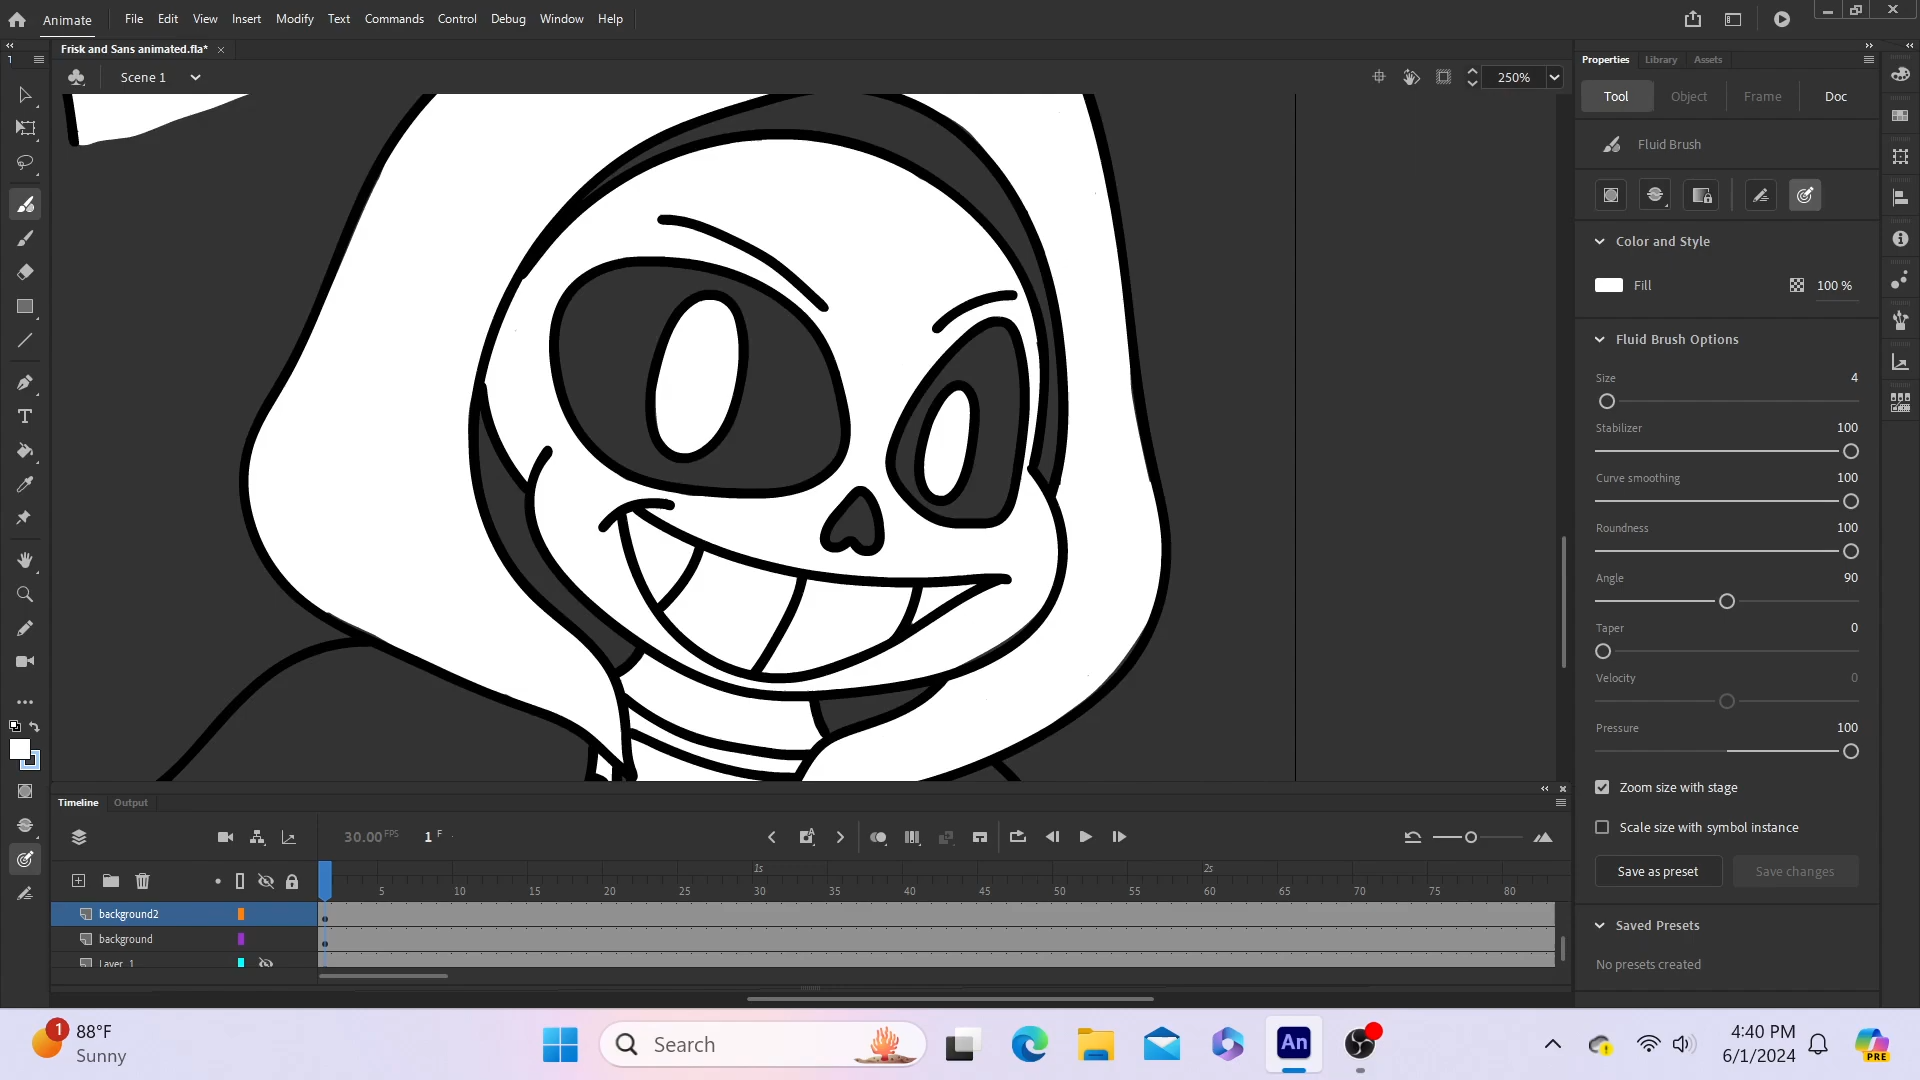 Animate File Edit View Insert Modify Text Commands Control Debug Window Help
Frisk and Sans animated.fla*
Scene 1
250%
1
T
Properties Library Assets
Tool Object Frame Doc
Fluid Brush
Color and Style
Fill 100 %
Fluid Brush Options
Size 4
Stabilizer 100
Curve smoothing 100
Roundness 100
Angle 90
Taper 0
Velocity 0
Pressure 100
Zoom size with stage
Scale size with symbol instance
Save as preset Save changes
Saved Presets
No presets created
Timeline Output
30.00 FPS 1 F
1s 2s
5 10 15 20 25 30 35 40 45 50 55 60 65 70 75 80
background2
background
Layer_1
1
88°F
Sunny
Search
An
4:40 PM
6/1/2024
PRE